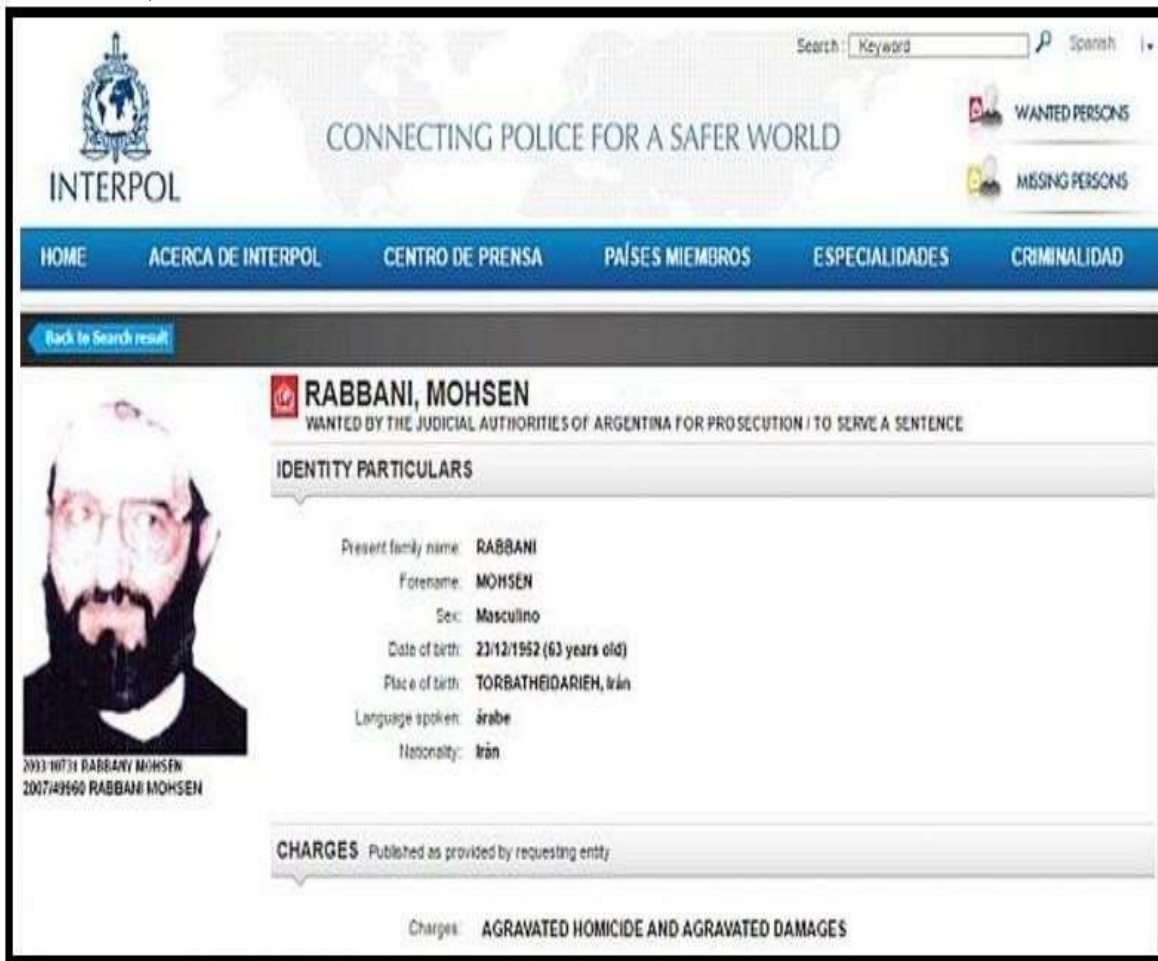 Search : Keyword Spanish
WANTED PERSONS
CONNECTING POLICE FOR A SAFER WORLD
INTERPOL
MISSING PERSONS
HOME ACERCA DE INTERPOL CENTRO DE PRENSA PAÍSES MIEMBROS ESPECIALIDADES CRIMINALIDAD
Back to Search result
RABBANI, MOHSEN
WANTED BY THE JUDICIAL AUTHORITIES OF ARGENTINA FOR PROSECUTION / TO SERVE A SENTENCE
IDENTITY PARTICULARS
Present family name: RABBANI
Forename: MOHSEN
Sex: Masculino
Date of birth: 23/12/1952 (63 years old)
Place of birth: TORBATHEIDARIEH, Irán
Language spoken: árabe
Nationality: Irán
RABBANY MOHSEN
2007/49960 RABBANI MOHSEN
CHARGES Published as provided by requesting entity
Charges: AGRAVATED HOMICIDE AND AGRAVATED DAMAGES